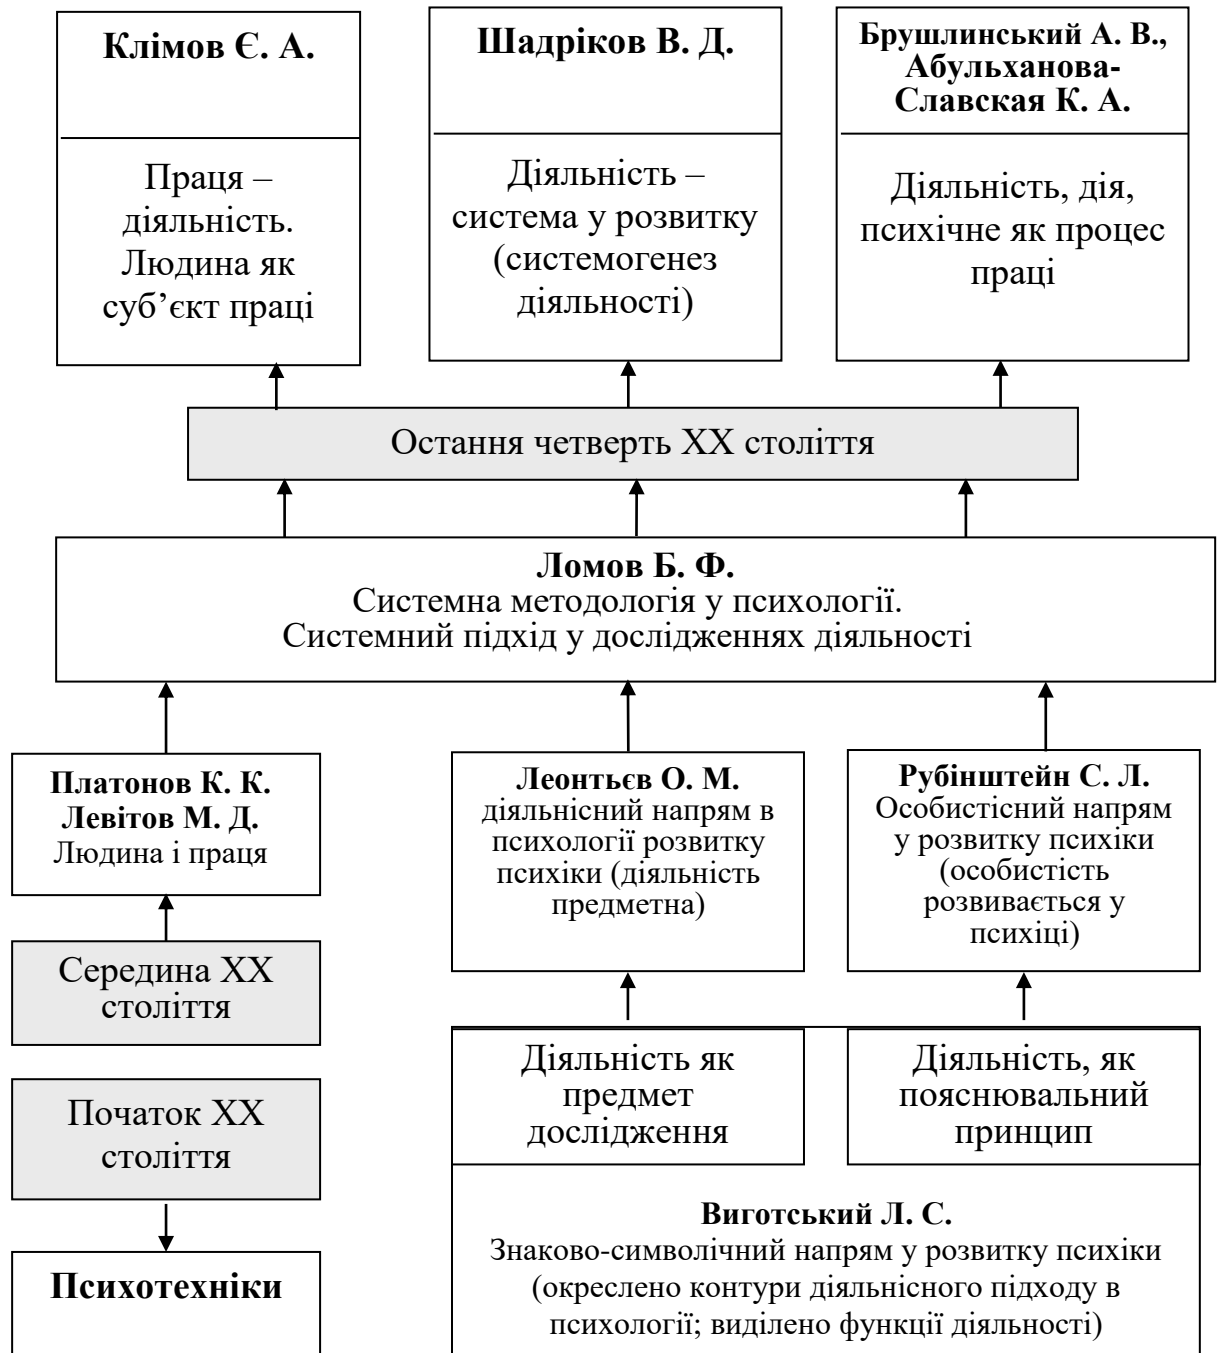 Клімов Є. А.
Праця –
діяльність.
Людина як
суб’єкт праці
Шадріков В. Д.
Діяльність –
система у розвитку
(системогенез
діяльності)
Брушлинський А. В.,
Абульханова-
Славская К. А.
Діяльність, дія,
психічне як процес
праці
Остання четверть ХХ століття
Ломов Б. Ф.
Системна методологія у психології.
Системний підхід у дослідженнях діяльності
Платонов К. К.
Левітов М. Д.
Людина і праця
Леонтьєв О. М.
діяльнісний напрям в
психології розвитку
психіки (діяльність
предметна)
Рубінштейн С. Л.
Особистісний напрям
у розвитку психіки
(особистість
розвивається у
психіці)
Середина ХХ
століття
Початок ХХ
століття
Психотехніки
Діяльність як
предмет
дослідження
Діяльність, як
пояснювальний
принцип
Виготський Л. С.
Знаково-символічний напрям у розвитку психіки
(окреслено контури діяльнісного підходу в
психології; виділено функції діяльності)